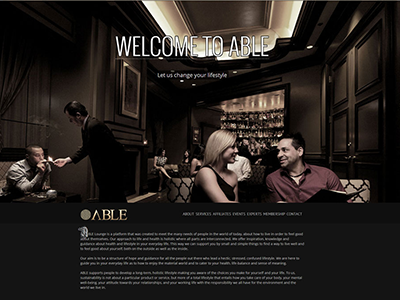 WELCOME TO ABLE
Let us change your lifestyle
ABLE
ABOUT SERVICES AFFILIATES EVENTS EXPERTS MEMBERSHIP CONTACT
Able Lounge is a platform that was created to meet the many needs of people in the world of today, about how to live in order to feel good
about themselves. Our approach of life and health is holistic where all parts are interconnected. We offer inspiration, knowledge and
guidance about health and lifestyle in your everyday life. This way we can support you by small and simple things to find a way to live well and
to feel good about yourself, both on the outside as well as in the inside.
Our aim is to be a structure of hope and guidance for all the people out there who lead a hands, stressed, confused lifestyle. We are here to
guide you in your everyday life as to how to enjoy the material world and to cater to your health, life balance and sense of meaning.
ABLE supports people to develop a long term, holistic lifestyle making you aware of the choices you make for yourself and your life. To us,
sustainability is not about a particular product or service, but more of a total lifestyle that entails how you take care of your body, your mental
well-being, your attitude towards your relationships, and your working life with the responsibility we all have for the environment and the
world we live in.